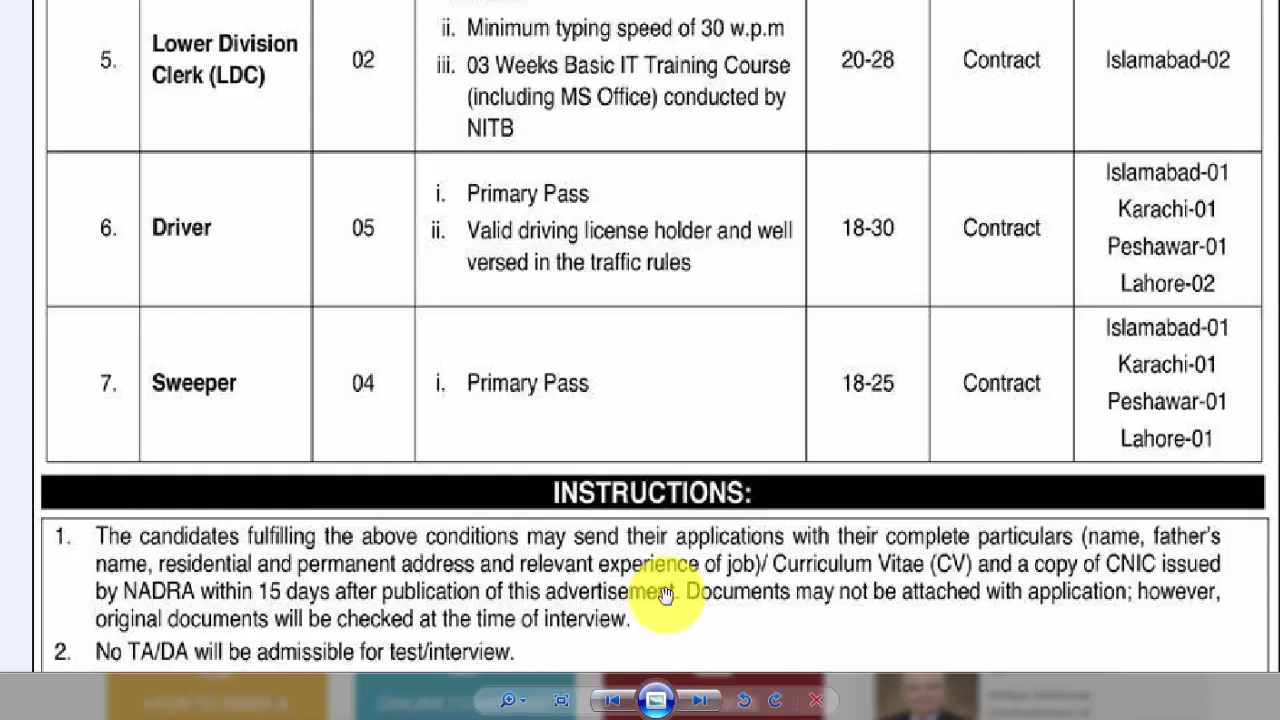 ii. Minimum typing speed of 30 w.p.m
5. Lower Division Clerk (LDC) 02 iii. 03 Weeks Basic IT Training Course 20-28 Contract Islamabad-02
(including MS Office) conducted by
NITB
Islamabad-01
i. Primary Pass Karachi-01
6. Driver 05 ii. Valid driving license holder and well 18-30 Contract Peshawar-01
versed in the traffic rules Lahore-02
Islamabad-01
Karachi-01
7. Sweeper 04 i. Primary Pass 18-25 Contract
Peshawar-01
Lahore-01
INSTRUCTIONS:
1. The candidates fulfilling the above conditions may send their applications with their complete particulars (name, father's
name, residential and permanent address and relevant experience of job)/ Curriculum Vitae (CV) and a copy of CNIC issued
by NADRA within 15 days after publication of this advertisement. Documents may not be attached with application; however,
original documents will be checked at the time of interview.
2. No TA/DA will be admissible for test/interview.